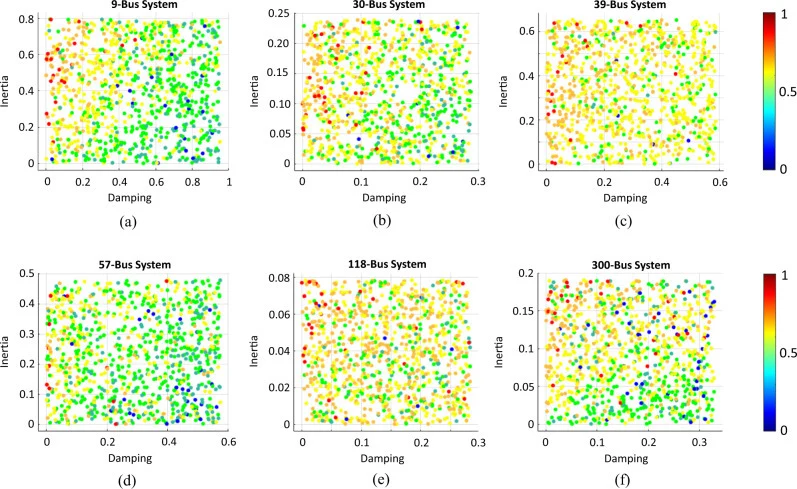 9-Bus System
30-Bus System
39-Bus System
0.8
0.6
0.4
0.2
0
Inertia
0 0.2 0.4 0.6 0.8 1
Damping
(a)
0.25
0.20
0.15
0.10
0.05
0
Inertia
0 0.1 0.2 0.3
Damping
(b)
0.6
0.4
0.2
0
Inertia
0 0.2 0.4 0.6
Damping
(c)
1
0.5
0
57-Bus System
118-Bus System
300-Bus System
0.5
0.4
0.3
0.2
0.1
0
Inertia
0 0.2 0.4 0.6
Damping
(d)
0.08
0.06
0.04
0.02
0
Inertia
0 0.1 0.2 0.3
Damping
(e)
0.2
0.15
0.1
0.05
0
Inertia
0 0.1 0.2 0.3
Damping
(f)
1
0.5
0